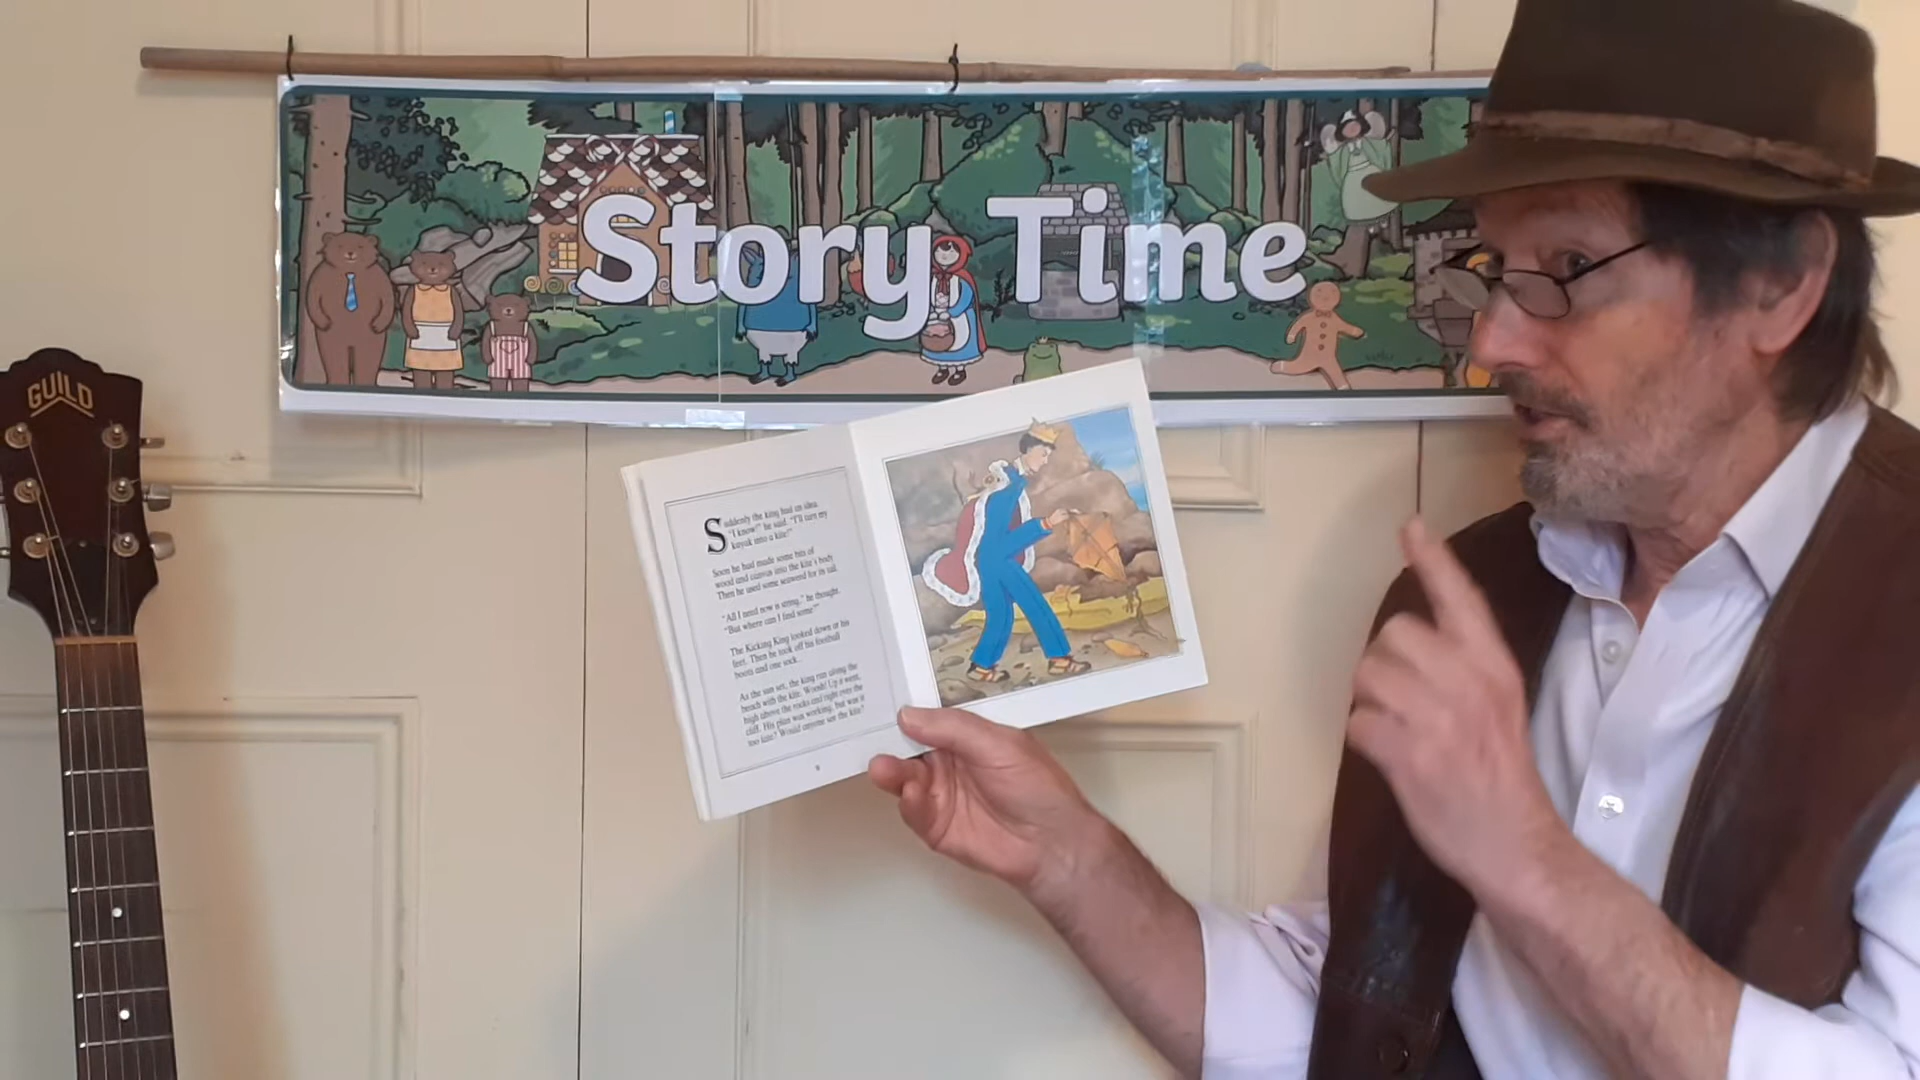 Story Time
GUILD
Suddenly the king had an idea.
"I know!" he said. "I'll turn my
kayak into a kite!"
Soon he had made some bits of
wood and canvas into the kite's body.
Then he used some seaweed for its tail.
"All I need now is string," he thought.
"But where can I find some?"
The Kicking King looked down at his
feet. Then he took off his football
boots and one sock...
As the sun set, the king ran along the
beach with the kite. Woosh! Up it went,
high above the rocks and right over the
cliff. His plan was working, but was it
too late? Would anyone see the kite?
9